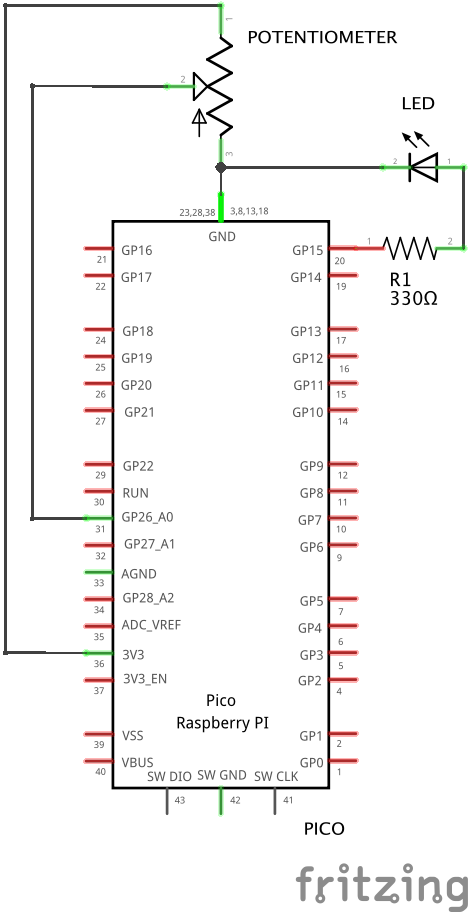 1
POTENTIOMETER
2
LED
3
2 1
23,28,38 3,8,13,18
GND
GP16 GP15 1 2
21 20
GP17 GP14 R1
22 19 330Ω
GP18 GP13
24 17
GP19 GP12
25 16
GP20 GP11
26 15
GP21 GP10
27 14
GP22 GP9
29 12
RUN GP8
30 11
GP26_A0 GP7
31 10
GP27_A1 GP6
32 9
AGND
33
GP28_A2 GP5
34 7
ADC_VREF GP4
35 6
3V3 GP3
36 5
3V3_EN GP2
37 4
Pico
Raspberry PI
VSS GP1
39 2
VBUS GP0
40 1
SW DIO SW GND SW CLK
43 42 41
PICO
fritzing